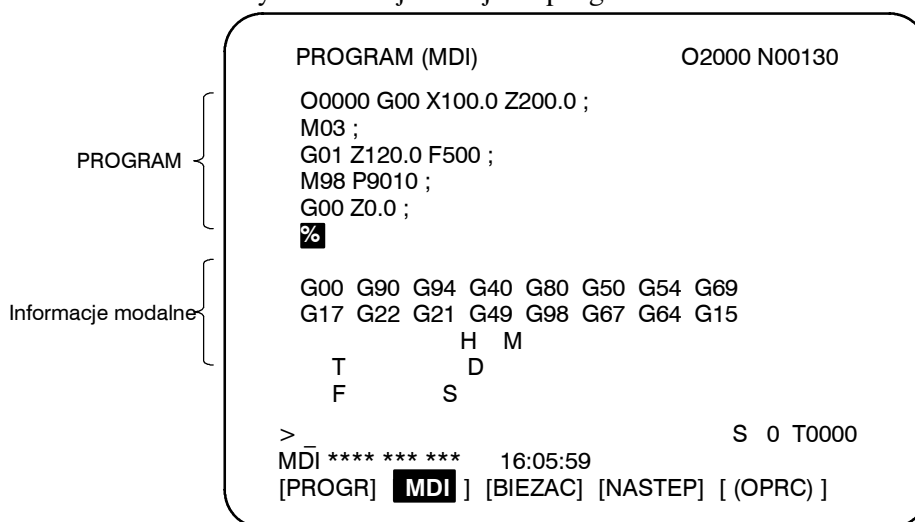 PROGRAM (MDI) O2000 N00130
O0000 G00 X100.0 Z200.0 ;
M03 ;
G01 Z120.0 F500 ;
PROGRAM
M98 P9010 ;
G00 Z0.0 ;
%
G00 G90 G94 G40 G80 G50 G54 G69
Informacje modalne
G17 G22 G21 G49 G98 G67 G64 G15
H M
T D
F S
> _ S 0 T0000
MDI **** *** *** 16:05:59
[PROGR] MDI ] [BIEZAC] [NASTEP] [ (OPRC) ]